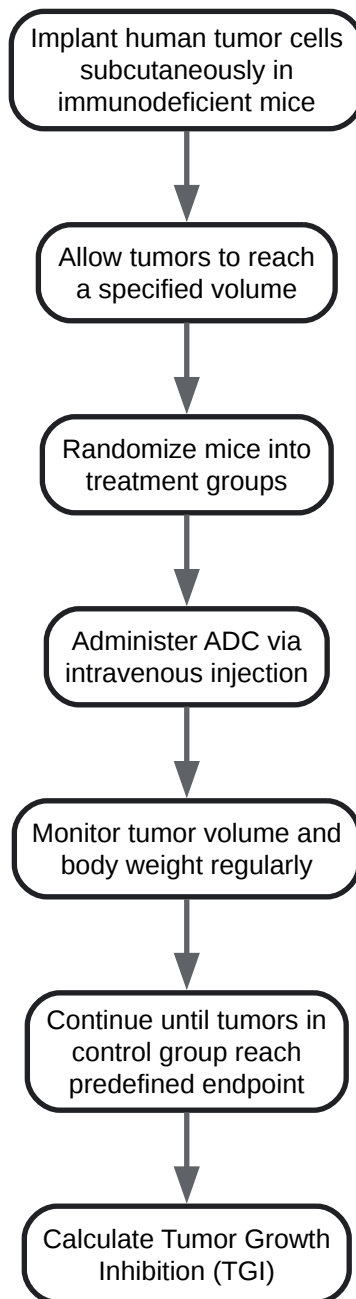 Implant human tumor cells
subcutaneously in
immunodeficient mice
Allow tumors to reach
a specified volume
Randomize mice into
treatment groups
Administer ADC via
intravenous injection
Monitor tumor volume and
body weight regularly
Continue until tumors in
control group reach
predefined endpoint
Calculate Tumor Growth
Inhibition (TGI)